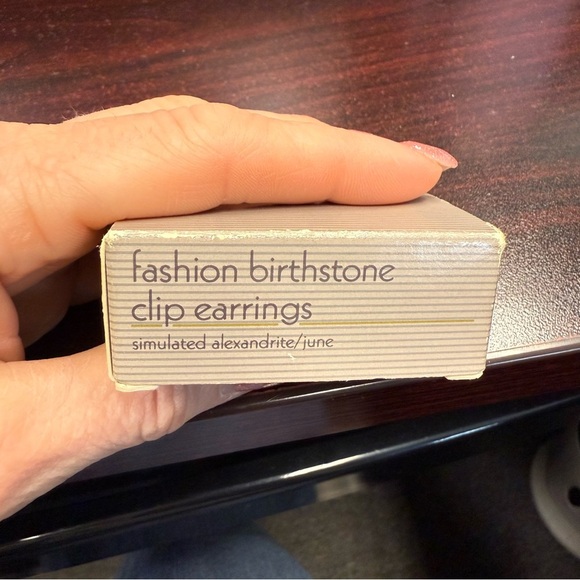 fashion birthstone
clip earrings
simulated alexandrite/june